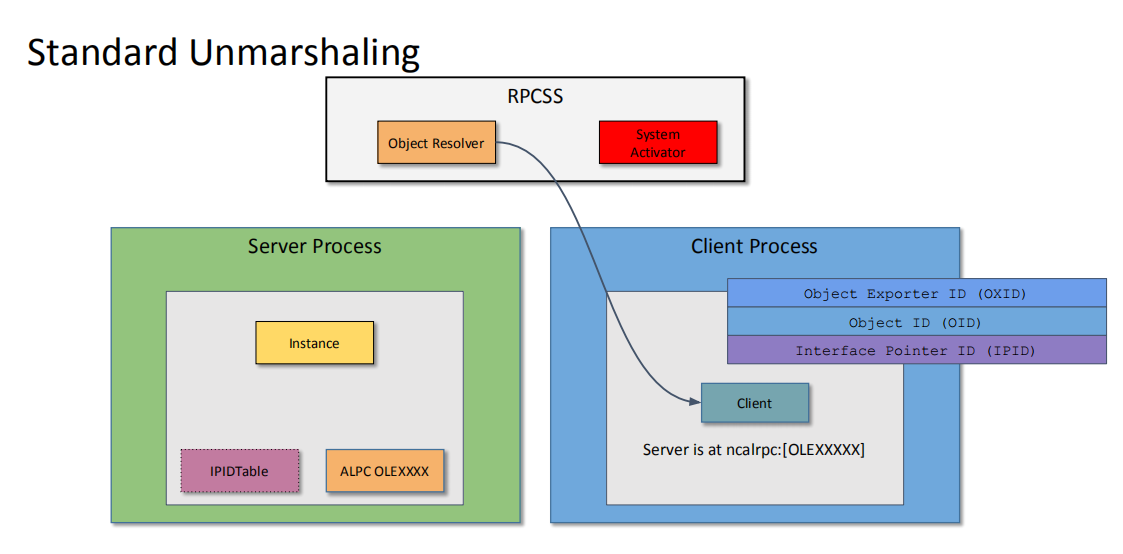 Standard Unmarshaling
RPCSS
Object Resolver
System
Activator
Server Process
Client Process
Object Exporter ID (OXID)
Object ID (OID)
Interface Pointer ID (IPID)
Instance
Client
Server is at ncalrpc:[OLEXXXXX]
IPIDTable
ALPC OLEXXXX